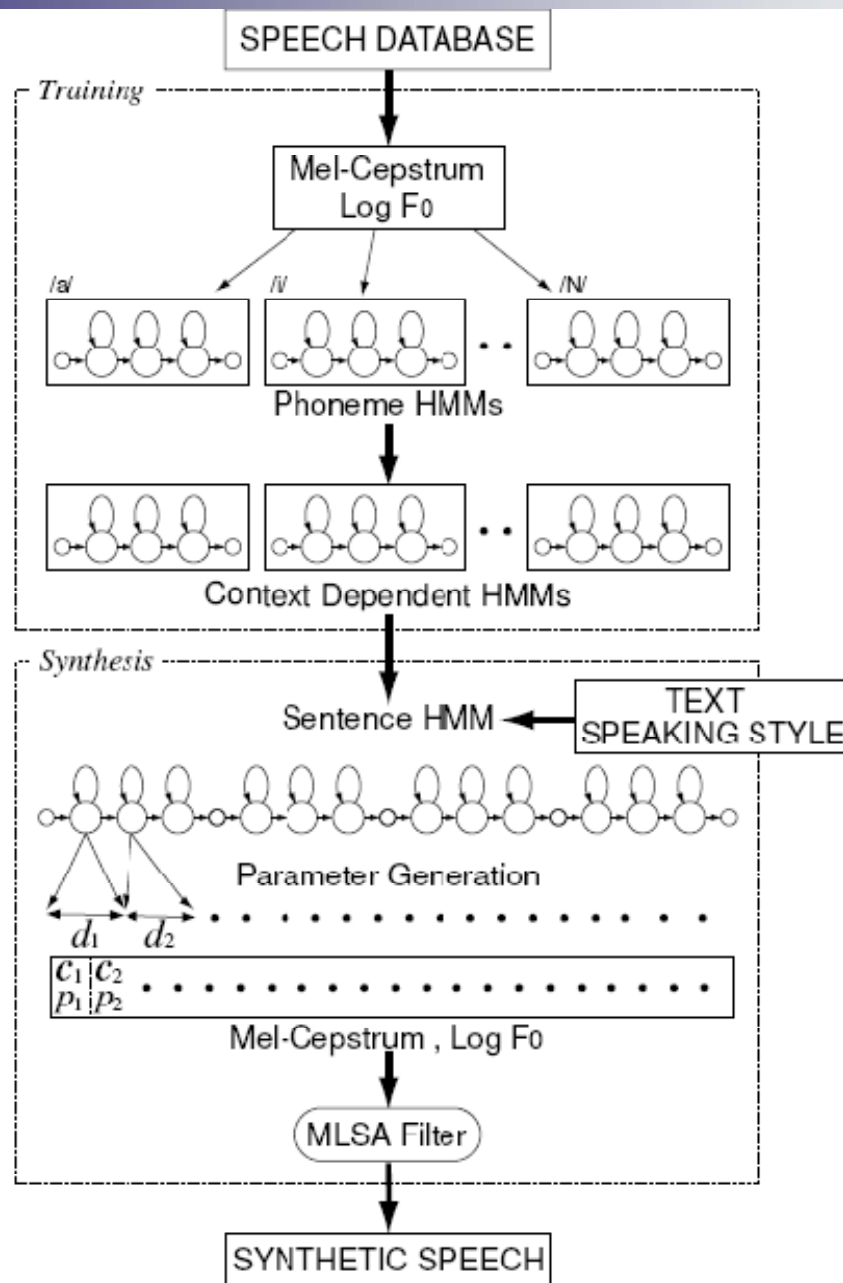 SPEECH DATABASE
Training
Mel-Cepstrum
Log F0
/a/ /i/ /N/
Phoneme HMMs
Context Dependent HMMs
Synthesis
Sentence HMM
TEXT
SPEAKING STYLE
Parameter Generation
d1 d2
c1 c2
p1 p2
Mel-Cepstrum , Log F0
MLSA Filter
SYNTHETIC SPEECH